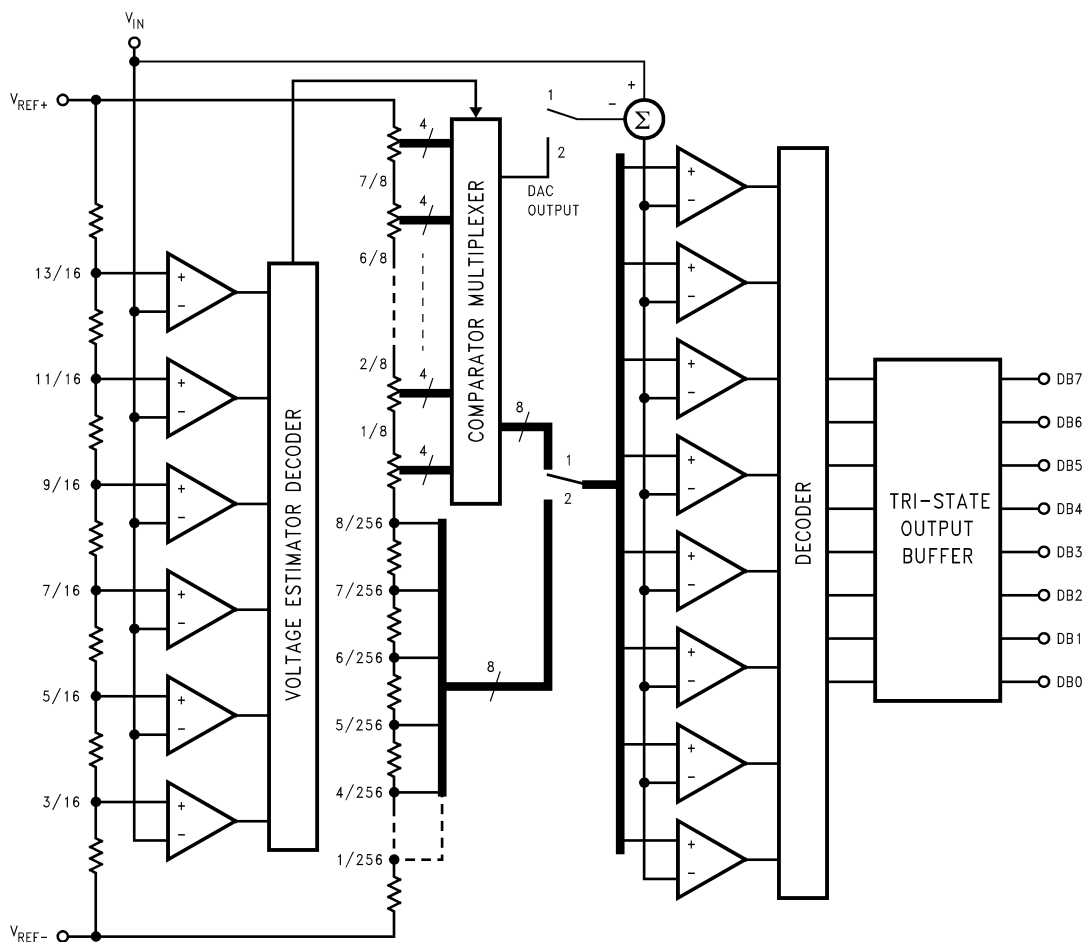 VIN
VREF+
1
+
−
Σ
2
DAC
OUTPUT
4
7/8
4
6/8
2/8
4
1/8
4
COMPARATOR MULTIPLEXER
8
1
2
13/16
+
−
11/16
+
−
9/16
+
−
7/16
+
−
5/16
+
−
3/16
+
−
VOLTAGE ESTIMATOR DECODER
8/256
7/256
6/256
5/256
4/256
1/256
8
+
−
+
−
+
−
+
−
+
−
+
−
+
−
+
−
DECODER
TRI-STATE
OUTPUT
BUFFER
DB7
DB6
DB5
DB4
DB3
DB2
DB1
DB0
VREF−